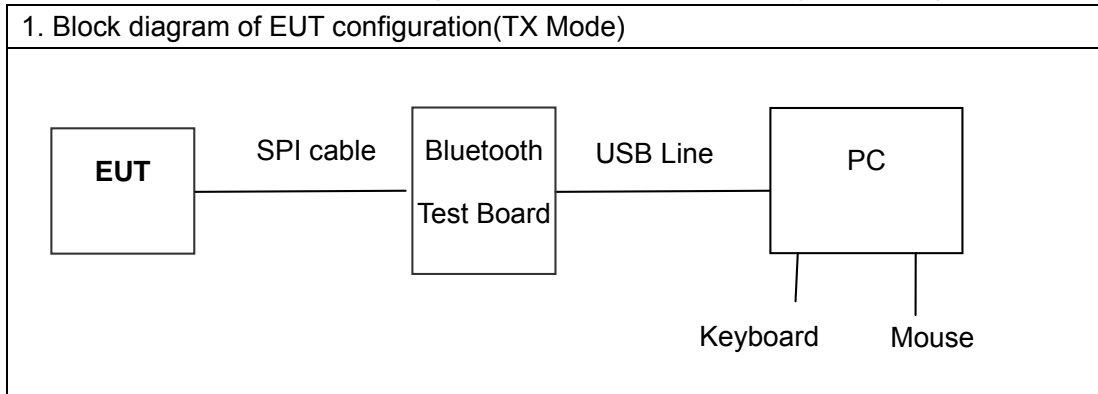 1. Block diagram of EUT configuration(TX Mode)
EUT
SPI cable
Bluetooth
Test Board
USB Line
PC
Keyboard
Mouse